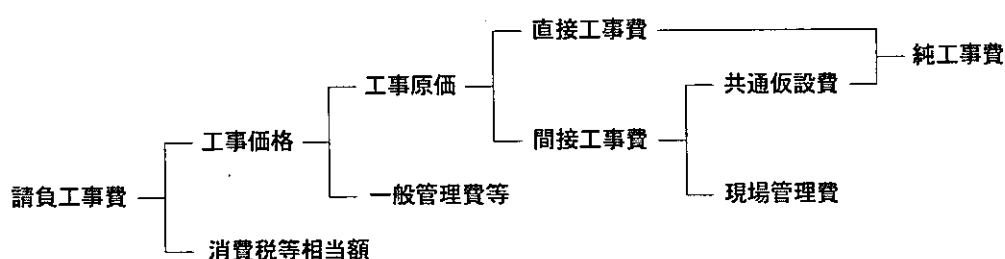 直接工事費
純工事費
工事原価
共通仮設費
工事価格
間接工事費
請負工事費
一般管理費等
現場管理費
消費税等相当額